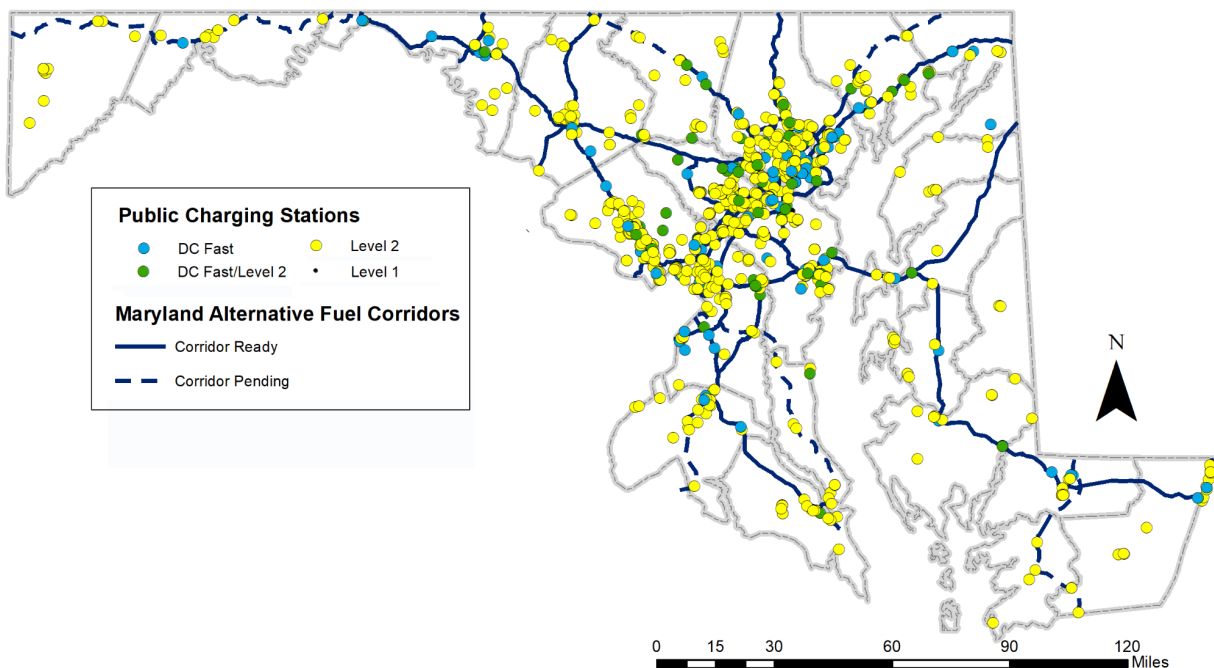 Public Charging Stations
DC Fast
Level 2
DC Fast/Level 2
Level 1
Maryland Alternative Fuel Corridors
Corridor Ready
Corridor Pending
N
0 15 30 60 90 120
Miles